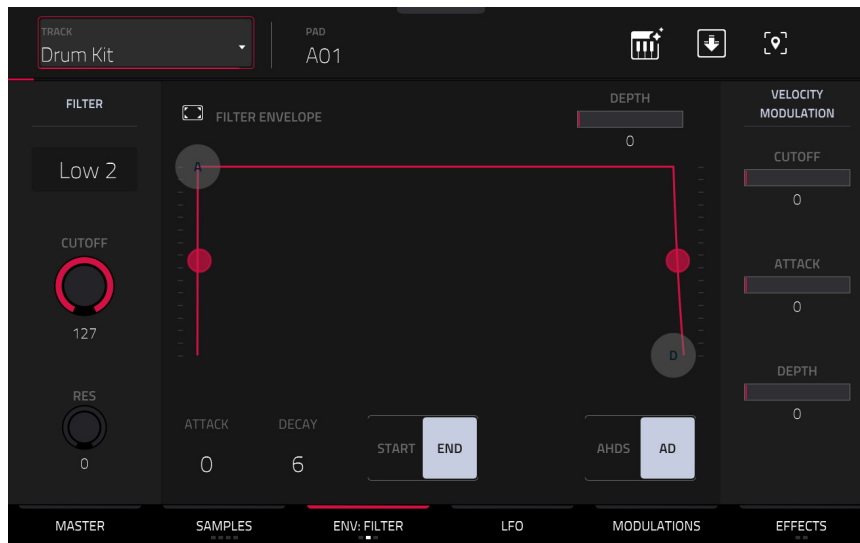 TRACK
Drum Kit
PAD
A01
FILTER
Low 2
CUTOFF
127
RES
0
FILTER ENVELOPE
DEPTH
0
A
D
ATTACK
0
DECAY
6
START
END
AHDS
AD
VELOCITY
MODULATION
CUTOFF
0
ATTACK
0
DEPTH
0
MASTER
SAMPLES
ENV: FILTER
LFO
MODULATIONS
EFFECTS